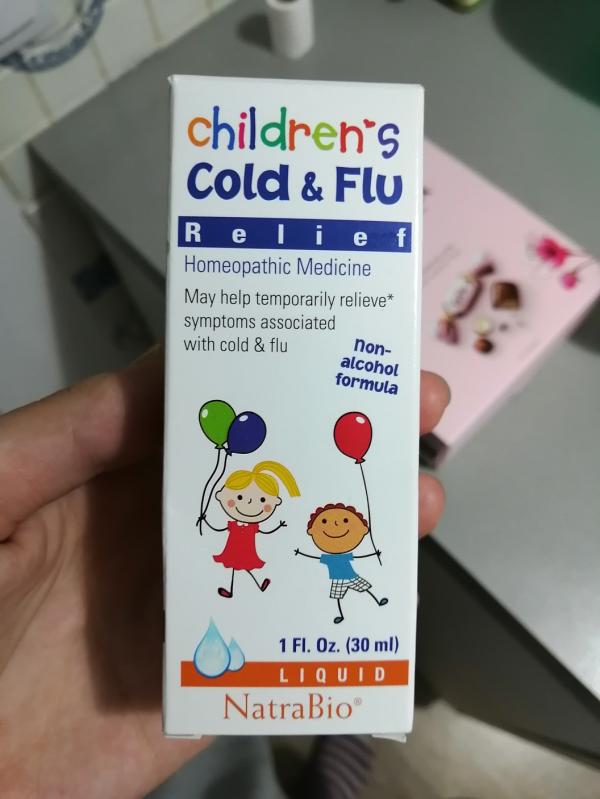 children's
Cold & Flu
Relief
Homeopathic Medicine
May help temporarily relieve*
symptoms associated
with cold & flu
non-
alcohol
formula
1 Fl. Oz. (30 ml)
LIQUID
NatraBio®